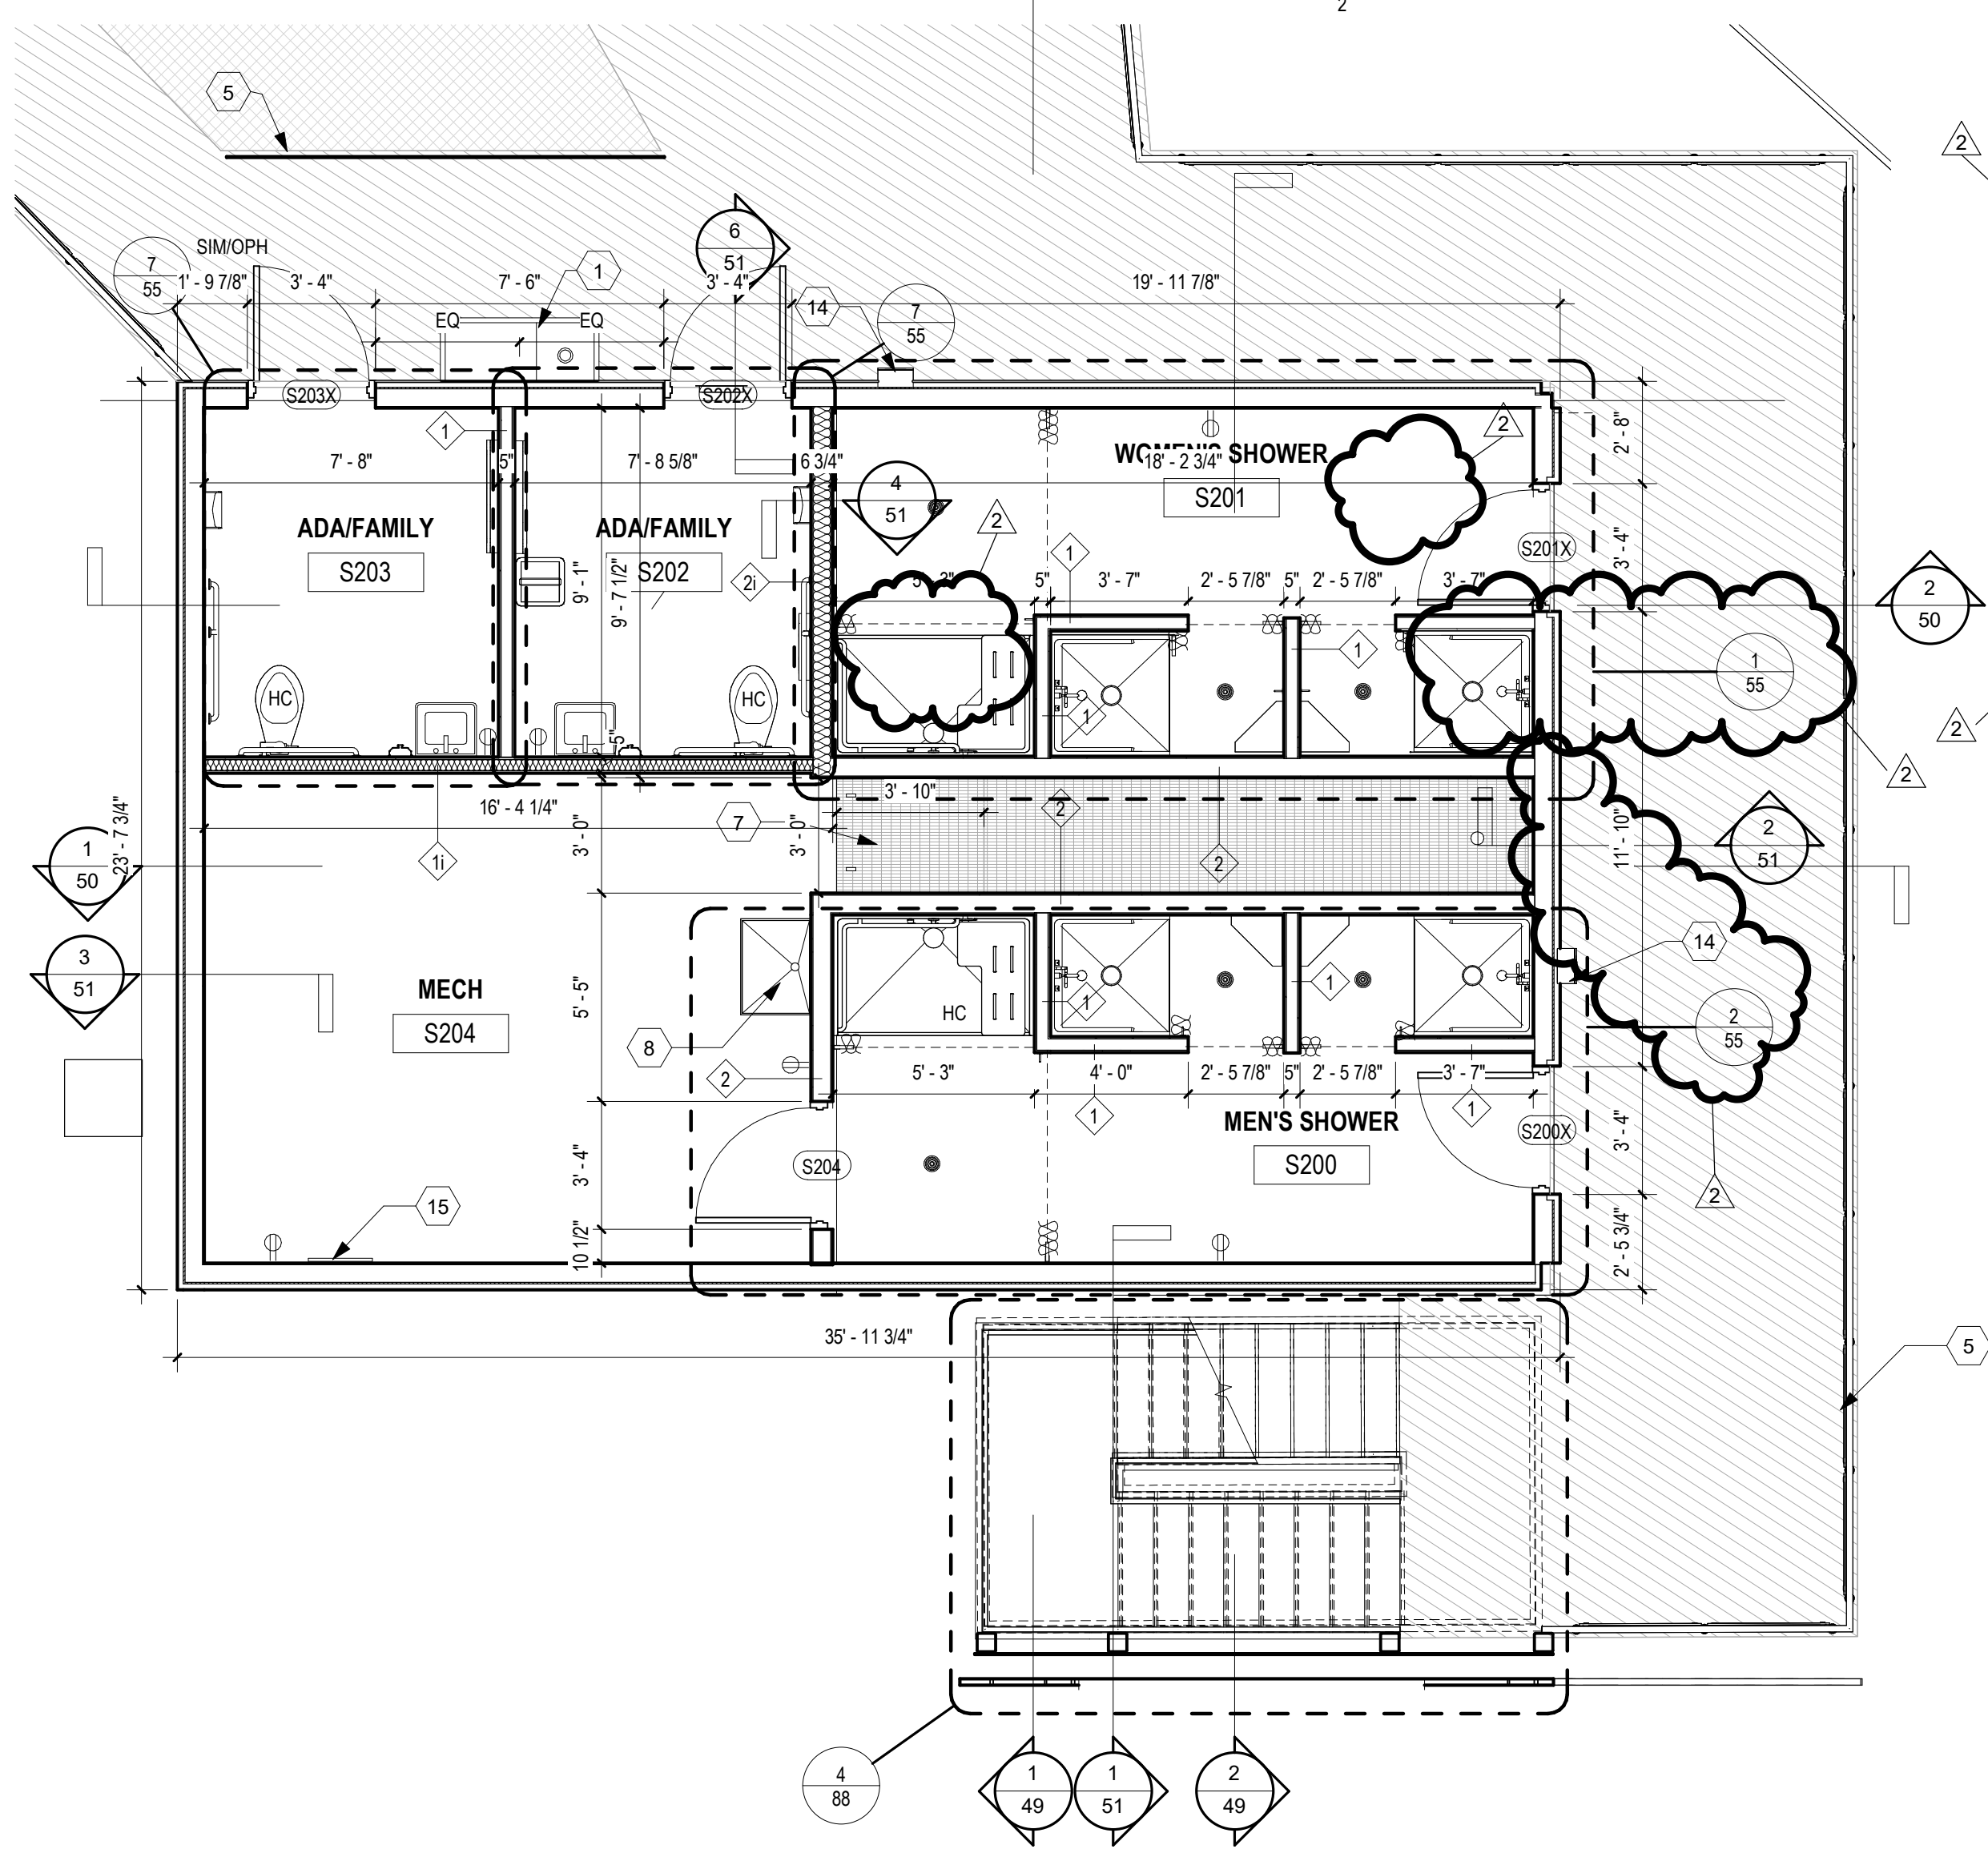 2
5
2
6
51
SIM/OPH
7
55
1' - 9 7/8"
3' - 4"
7' - 6"
1
3' - 4"
19' - 11 7/8"
14
7
55
EQ
EQ
S203X
S202X
1
2
2' - 8"
WOMEN'S SHOWER
7' - 8"
5"
7' - 8 5/8"
6 3/4"
18' - 2 3/4"
4
51
S201
ADA/FAMILY
ADA/FAMILY
2
S203
S202
S201X
3' - 4"
1
2i
9' - 1"
9' - 7 1/2"
5' - 3"
5"
3' - 7"
2' - 5 7/8"
5"
2' - 5 7/8"
3' - 7"
2
50
1
1
55
HC
HC
1
2
5"
2
16' - 4 1/4"
3' - 10"
2
7
3' - 0"
3' - 0"
2
51
11' - 10"
23' - 7 3/4"
1
50
1i
2
3
51
14
MECH
S204
5' - 5"
HC
1
1
2
55
8
2
5' - 3"
4' - 0"
2' - 5 7/8"
5"
2' - 5 7/8"
3' - 7"
1
1
MEN'S SHOWER
S200X
3' - 4"
S204
S200
3' - 4"
2
15
10 1/2"
2' - 5 3/4"
35' - 11 3/4"
5
4
88
1
49
1
51
2
49